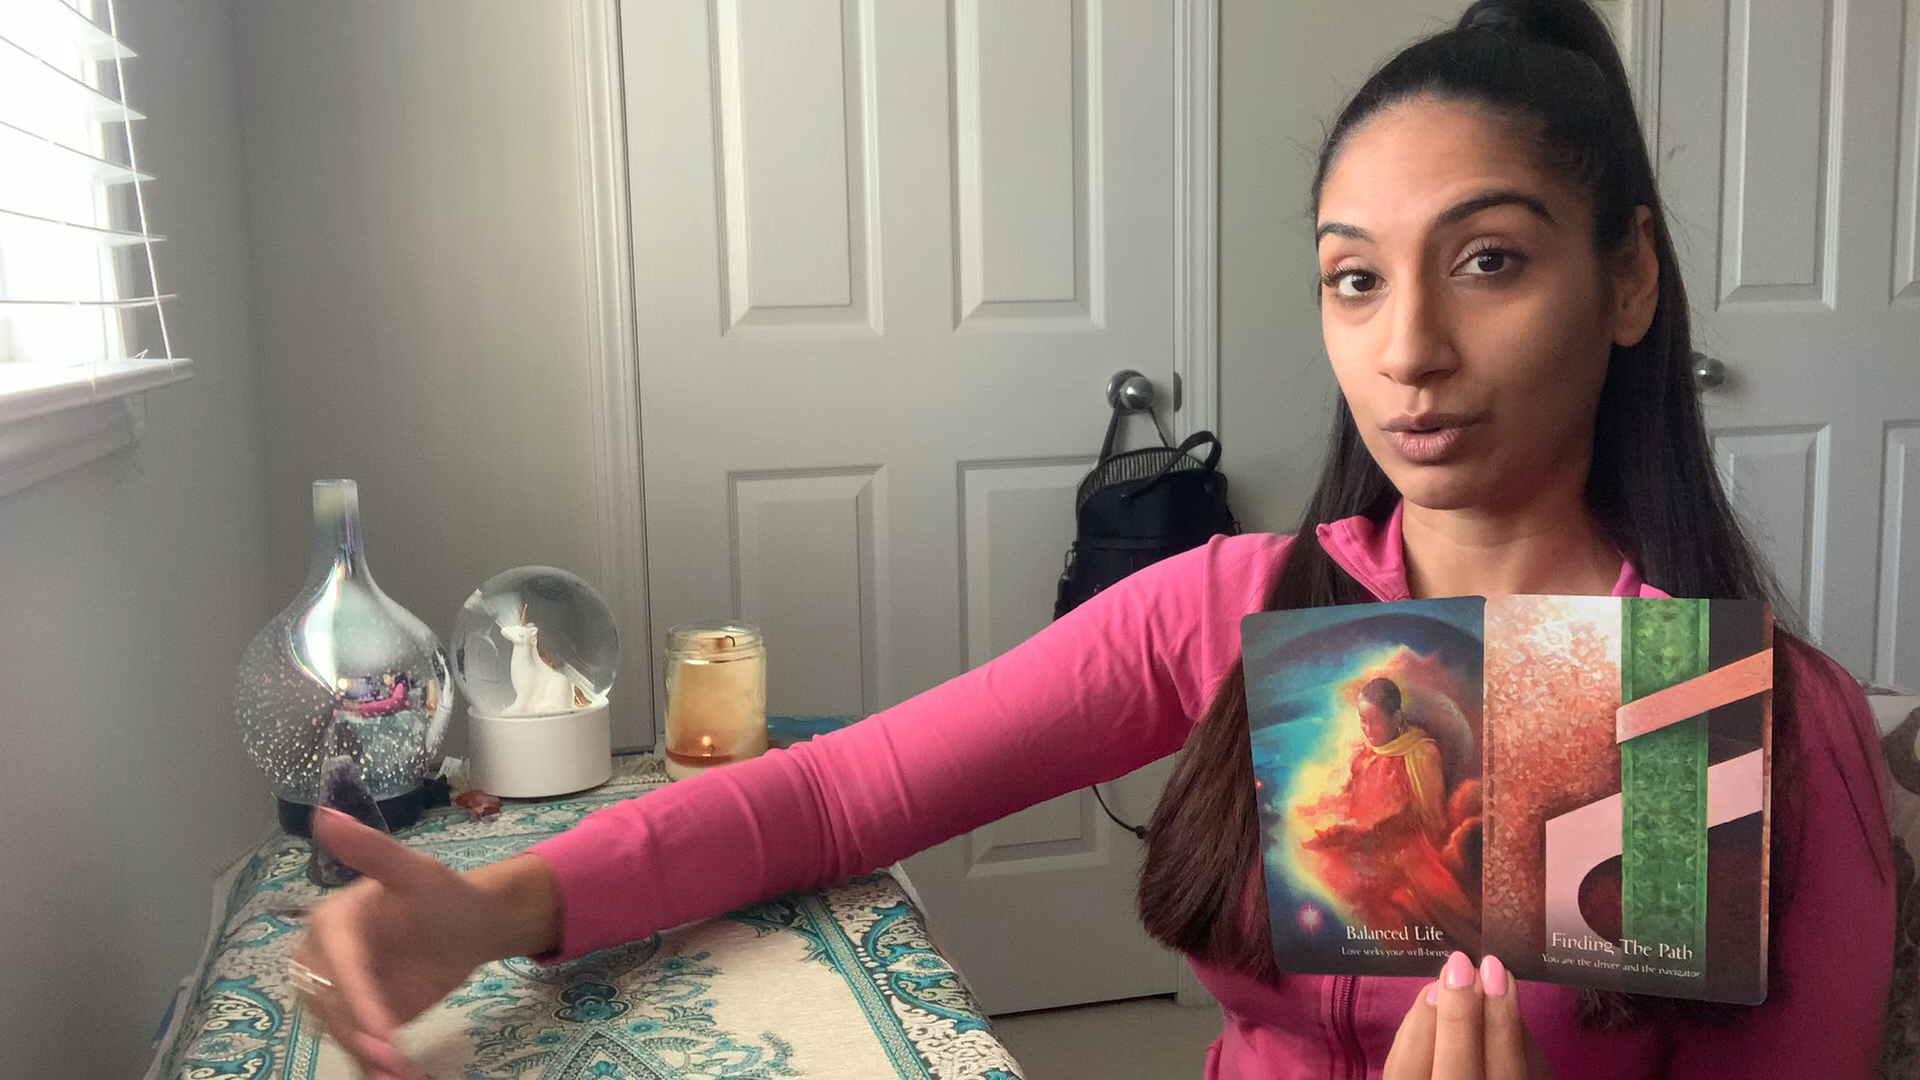 Balanced Life
Love seeks your well-being
Finding The Path
You are the driver and the navigator